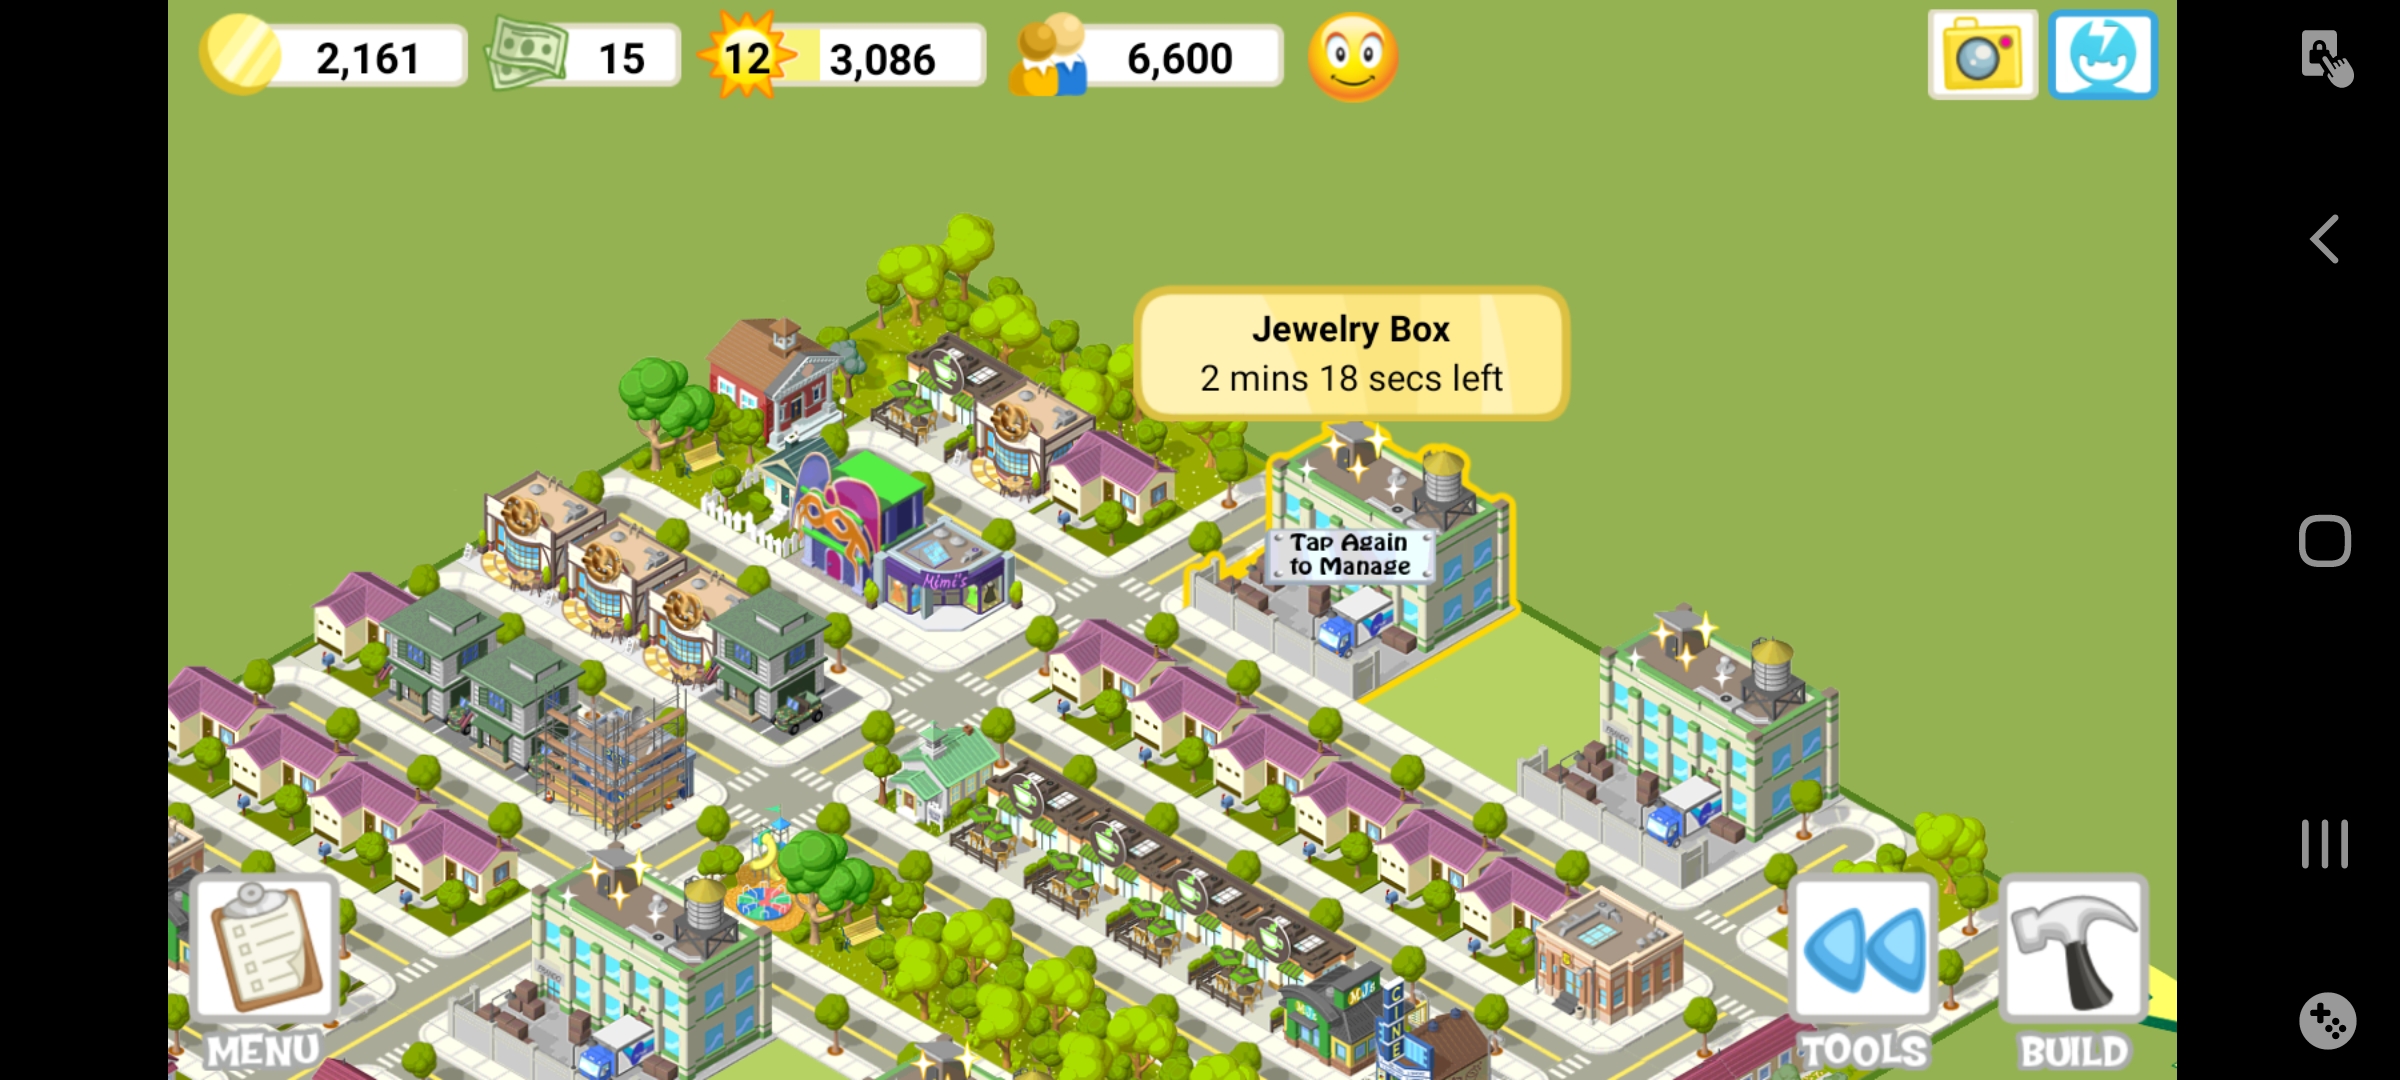 2,161
15
12
3,086
6,600
Jewelry Box
2 mins 18 secs left
Tap Again
to Manage
Mimi's
MJs
CINE
MENU
TOOLS
BUILD